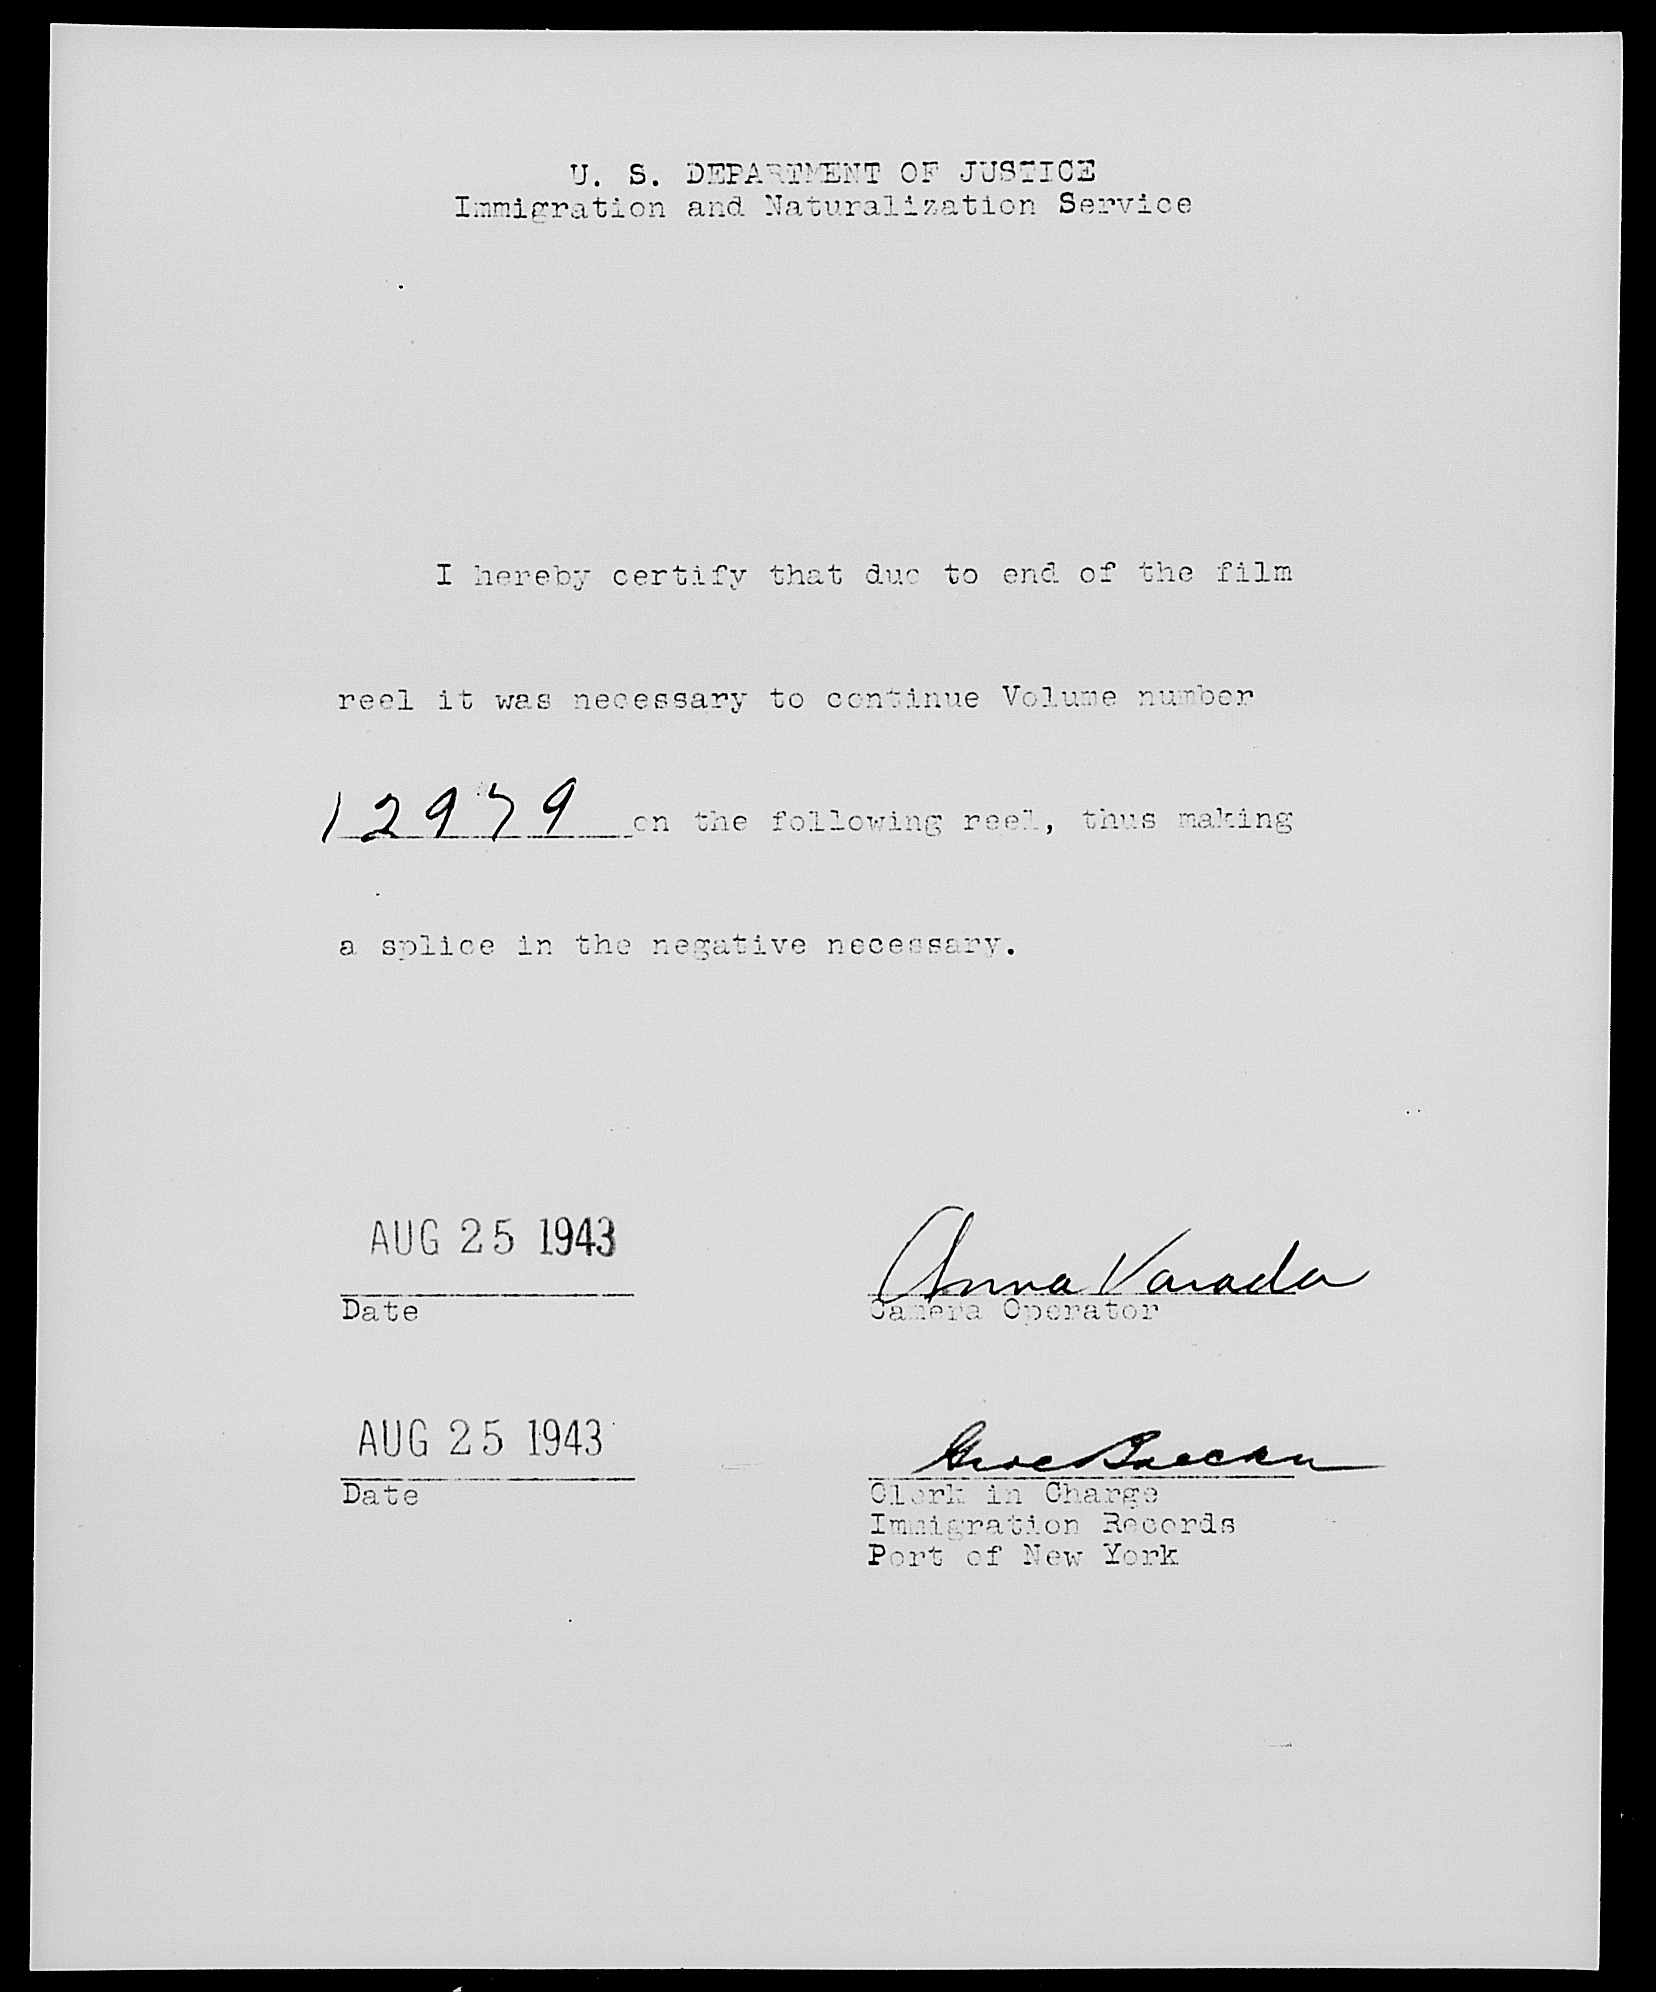 U. S. DEPARTMENT OF JUSTICE
Immigration and Naturalization Service
I hereby certify that due to end of the film
reel it was necessary to continue Volume number
12979 on the following reel, thus making
a splice in the negative necessary.
AUG 25 1943
Anna Varada
Date
Camera Operator
AUG 25 1943
Date
Clerk in Charge
Immigration Records
Port of New York